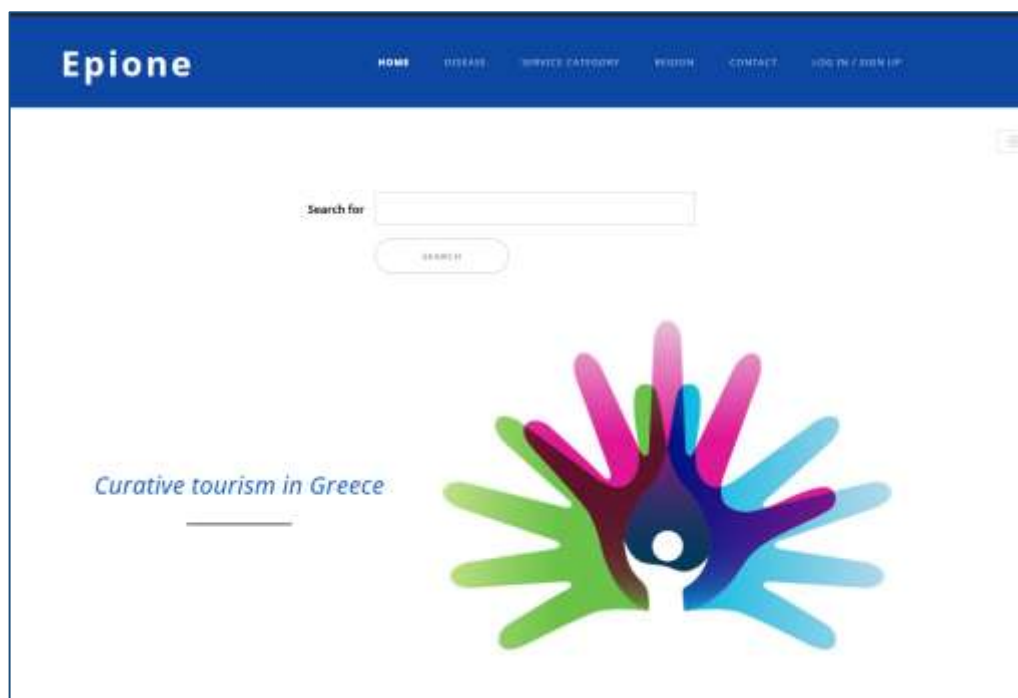 Epione
HOME DISEASE SERVICE CATEGORY REGION CONTACT LOG IN / SIGN UP
Search for
SEARCH
Curative tourism in Greece